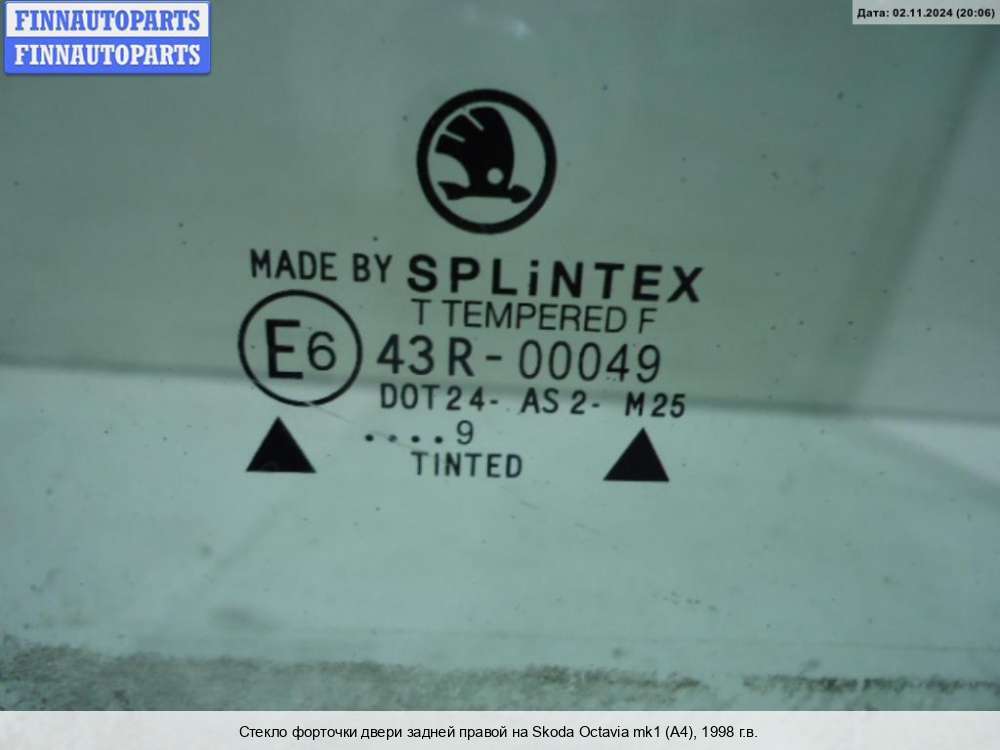 FINNAUTOPARTS
FINNAUTOPARTS
Дата: 02.11.2024 (20:06)
MADE BY SPLiNTEX
T TEMPERED F
E6 43R-00049
DOT24- AS2- M25
....9
TINTED
Стекло форточки двери задней правой на Skoda Octavia mk1 (A4), 1998 г.в.